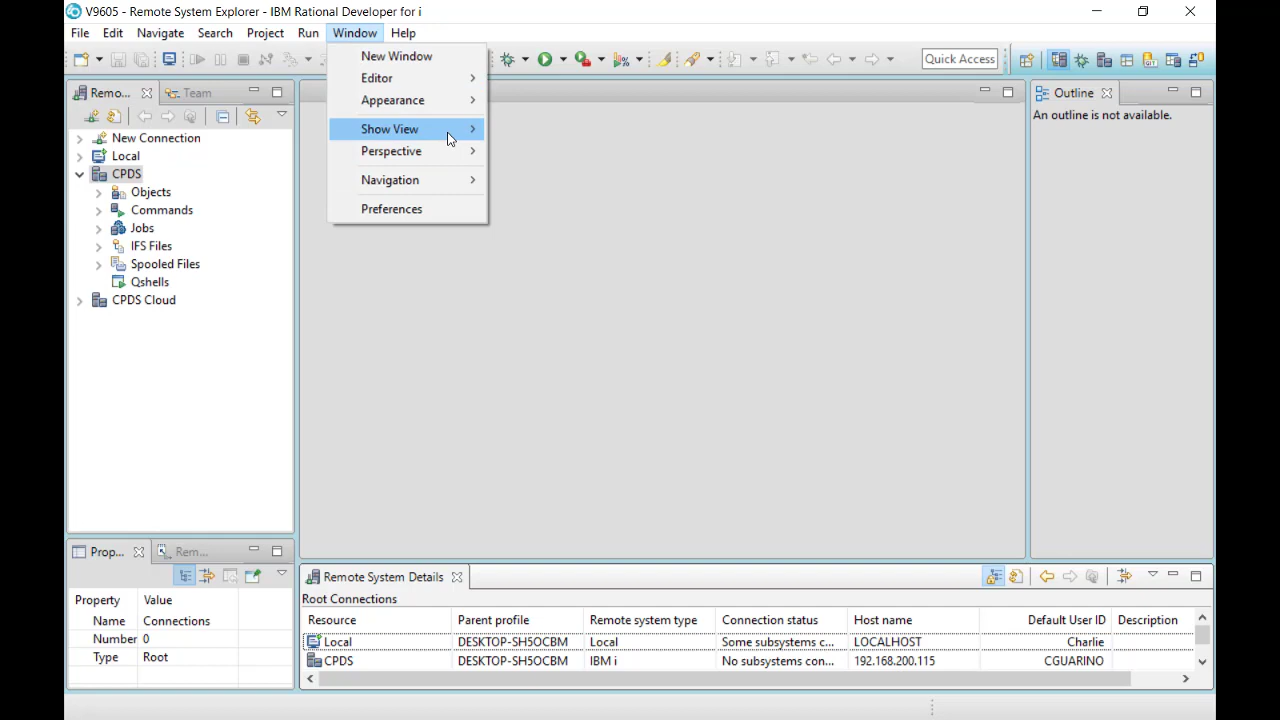 V9605 - Remote System Explorer - IBM Rational Developer for i
File Edit Navigate Search Project Run Window Help
New Window
Editor
Appearance
Show View
Perspective
Navigation
Preferences
Quick Access
Remo...
Team
New Connection
Local
CPDS
Objects
Commands
Jobs
IFS Files
Spooled Files
Qshells
CPDS Cloud
Outline
An outline is not available.
Prop...
Rem...
Property Value
Name Connections
Number 0
Type Root
Remote System Details
Root Connections
Resource Parent profile Remote system type Connection status Host name Default User ID Description
Local DESKTOP-SH5OCBM Local Some subsystems c... LOCALHOST Charlie
CPDS DESKTOP-SH5OCBM IBM i No subsystems con... 192.168.200.115 CGUARINO